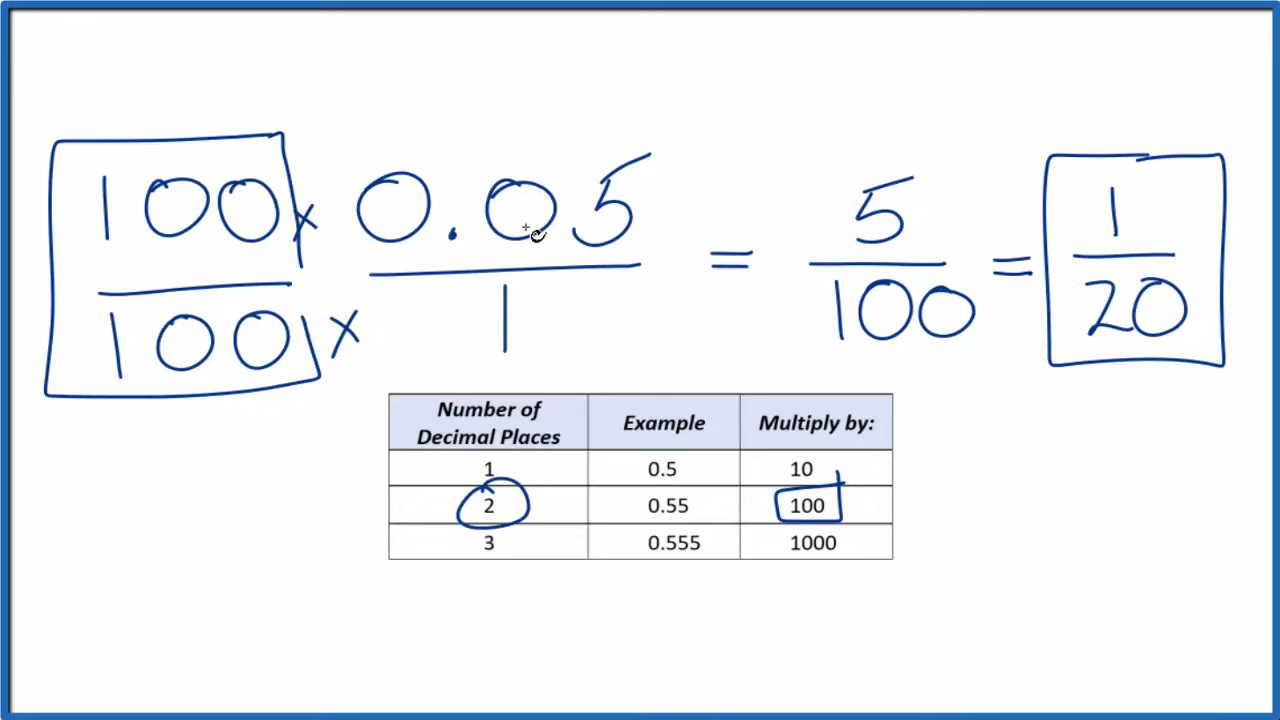 100 × 0.05 = 5 = 1
100 × 1 100 20
Number of Decimal Places Example Multiply by:
1 0.5 10
2 0.55 100
3 0.555 1000